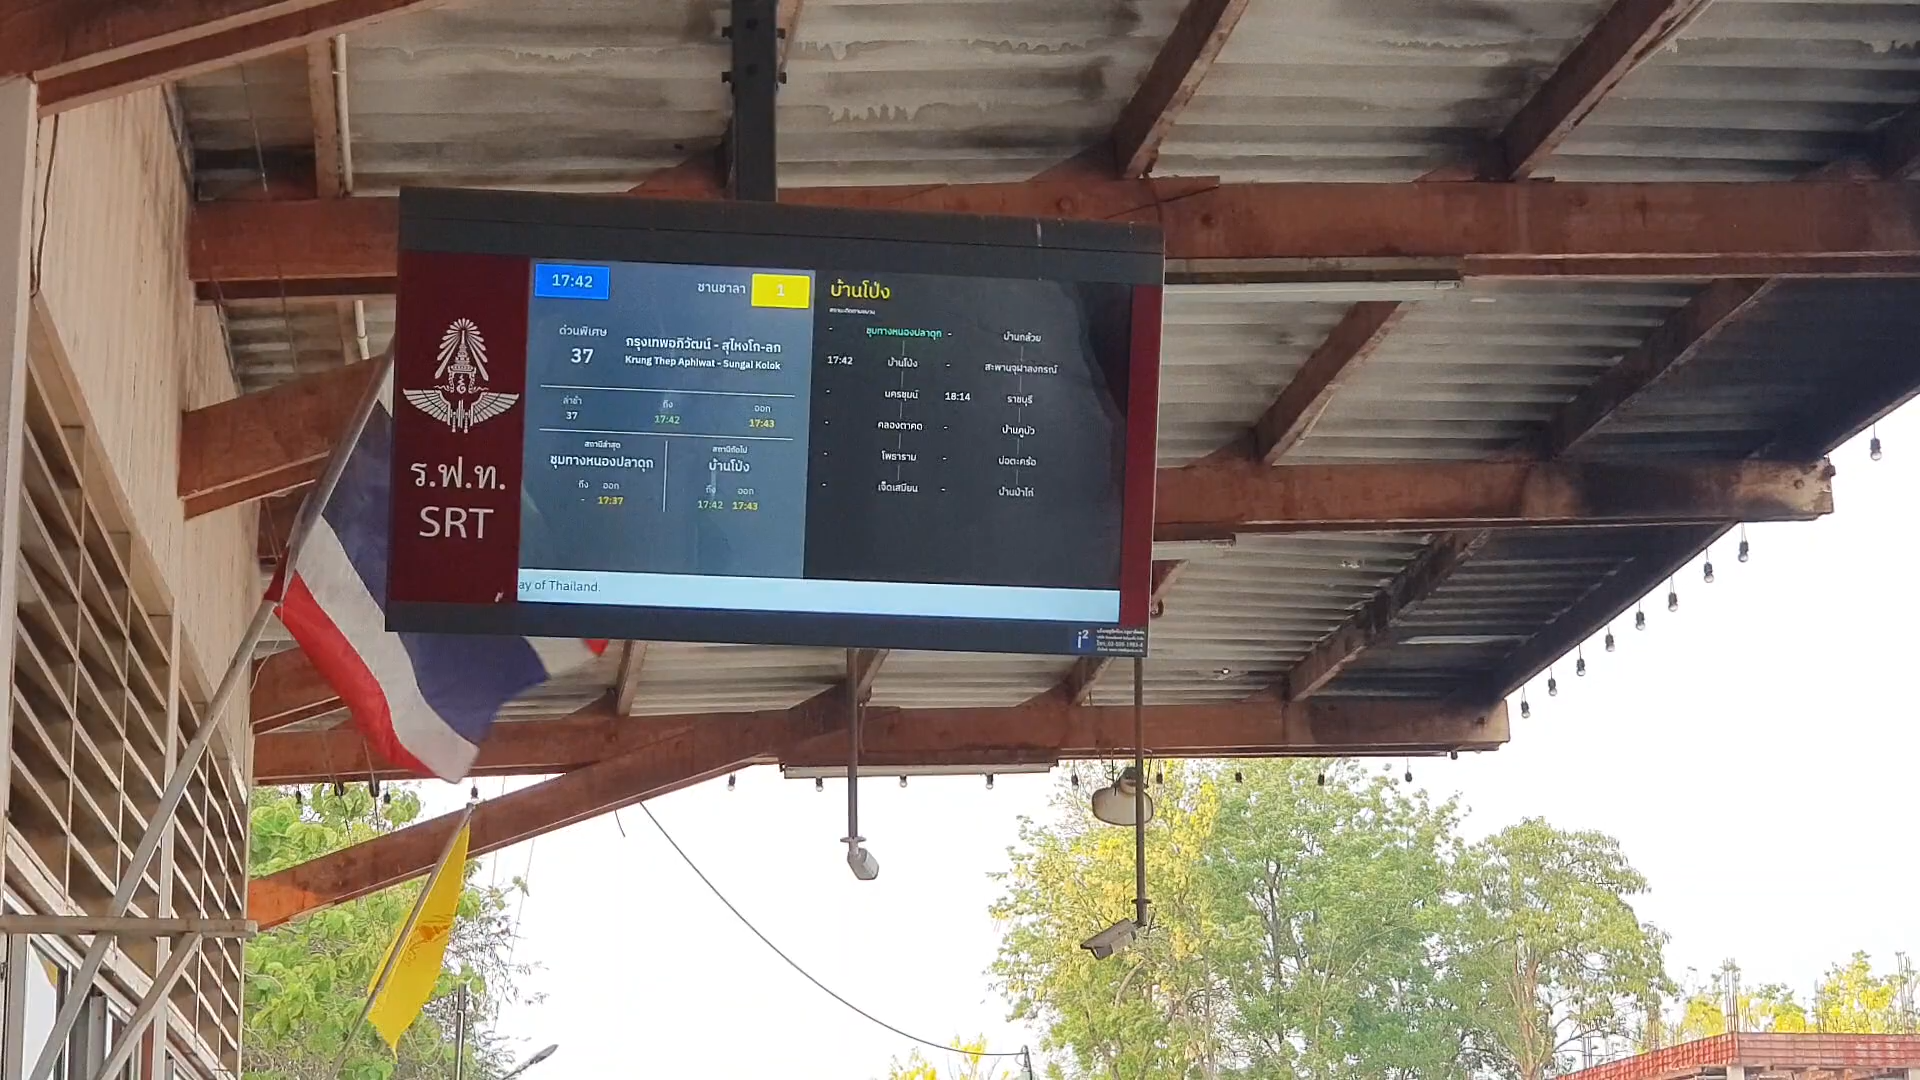 17:42
ชานชาลา 1
ด่วนพิเศษ
37
กรุงเทพอภิวัฒน์ - สุไหงโก-ลก
Krung Thep Aphiwat - Sungai Kolok
ล่าช้า ถึง ออก
37 17:42 17:43
สถานีล่าสุด
ชุมทางหนองปลาดุก
ถึง ออก
- 17:37
สถานีถัดไป
บ้านโป่ง
ถึง ออก
17:42 17:43
บ้านโป่ง
- ชุมทางหนองปลาดุก
17:42 บ้านโป่ง
- นครชุมน์
- คลองตาคต
- โพธาราม
- เจ็ดเสมียน
- บ้านกล้วย
- สะพานจุฬาลงกรณ์
18:14 ราชบุรี
- บ้านคูบัว
- บ่อตะคร้อ
- บ้านป่าไก่
ร.ฟ.ท.
SRT
ay of Thailand.
i2